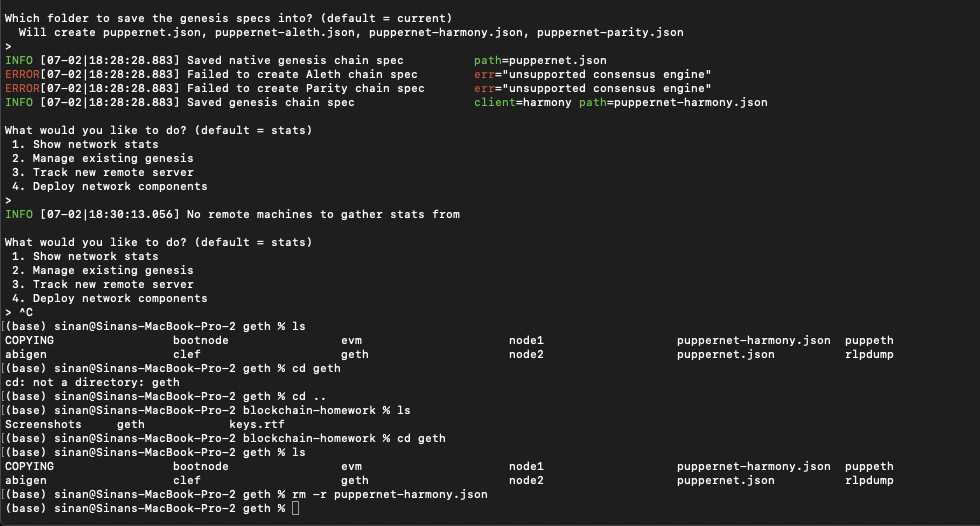 Which folder to save the genesis specs into? (default = current)
  Will create puppernet.json, puppernet-aleth.json, puppernet-harmony.json, puppernet-parity.json
>
INFO [07-02|18:28:28.883] Saved native genesis chain spec          path=puppernet.json
ERROR[07-02|18:28:28.883] Failed to create Aleth chain spec        err="unsupported consensus engine"
ERROR[07-02|18:28:28.883] Failed to create Parity chain spec       err="unsupported consensus engine"
INFO [07-02|18:28:28.883] Saved genesis chain spec                 client=harmony path=puppernet-harmony.json
What would you like to do? (default = stats)
 1. Show network stats
 2. Manage existing genesis
 3. Track new remote server
 4. Deploy network components
>
INFO [07-02|18:30:13.056] No remote machines to gather stats from
What would you like to do? (default = stats)
 1. Show network stats
 2. Manage existing genesis
 3. Track new remote server
 4. Deploy network components
> ^C
[(base) sinan@Sinans-MacBook-Pro-2 geth % ls
COPYING                 bootnode                evm                     node1                   puppernet-harmony.json  puppeth
abigen                  clef                    geth                    node2                   puppernet.json          rlpdump
[(base) sinan@Sinans-MacBook-Pro-2 geth % cd geth
cd: not a directory: geth
[(base) sinan@Sinans-MacBook-Pro-2 geth % cd ..
[(base) sinan@Sinans-MacBook-Pro-2 blockchain-homework % ls
Screenshots     geth            keys.rtf
[(base) sinan@Sinans-MacBook-Pro-2 blockchain-homework % cd geth
[(base) sinan@Sinans-MacBook-Pro-2 geth % ls
COPYING                 bootnode                evm                     node1                   puppernet-harmony.json  puppeth
abigen                  clef                    geth                    node2                   puppernet.json          rlpdump
[(base) sinan@Sinans-MacBook-Pro-2 geth % rm -r puppernet-harmony.json
(base) sinan@Sinans-MacBook-Pro-2 geth %